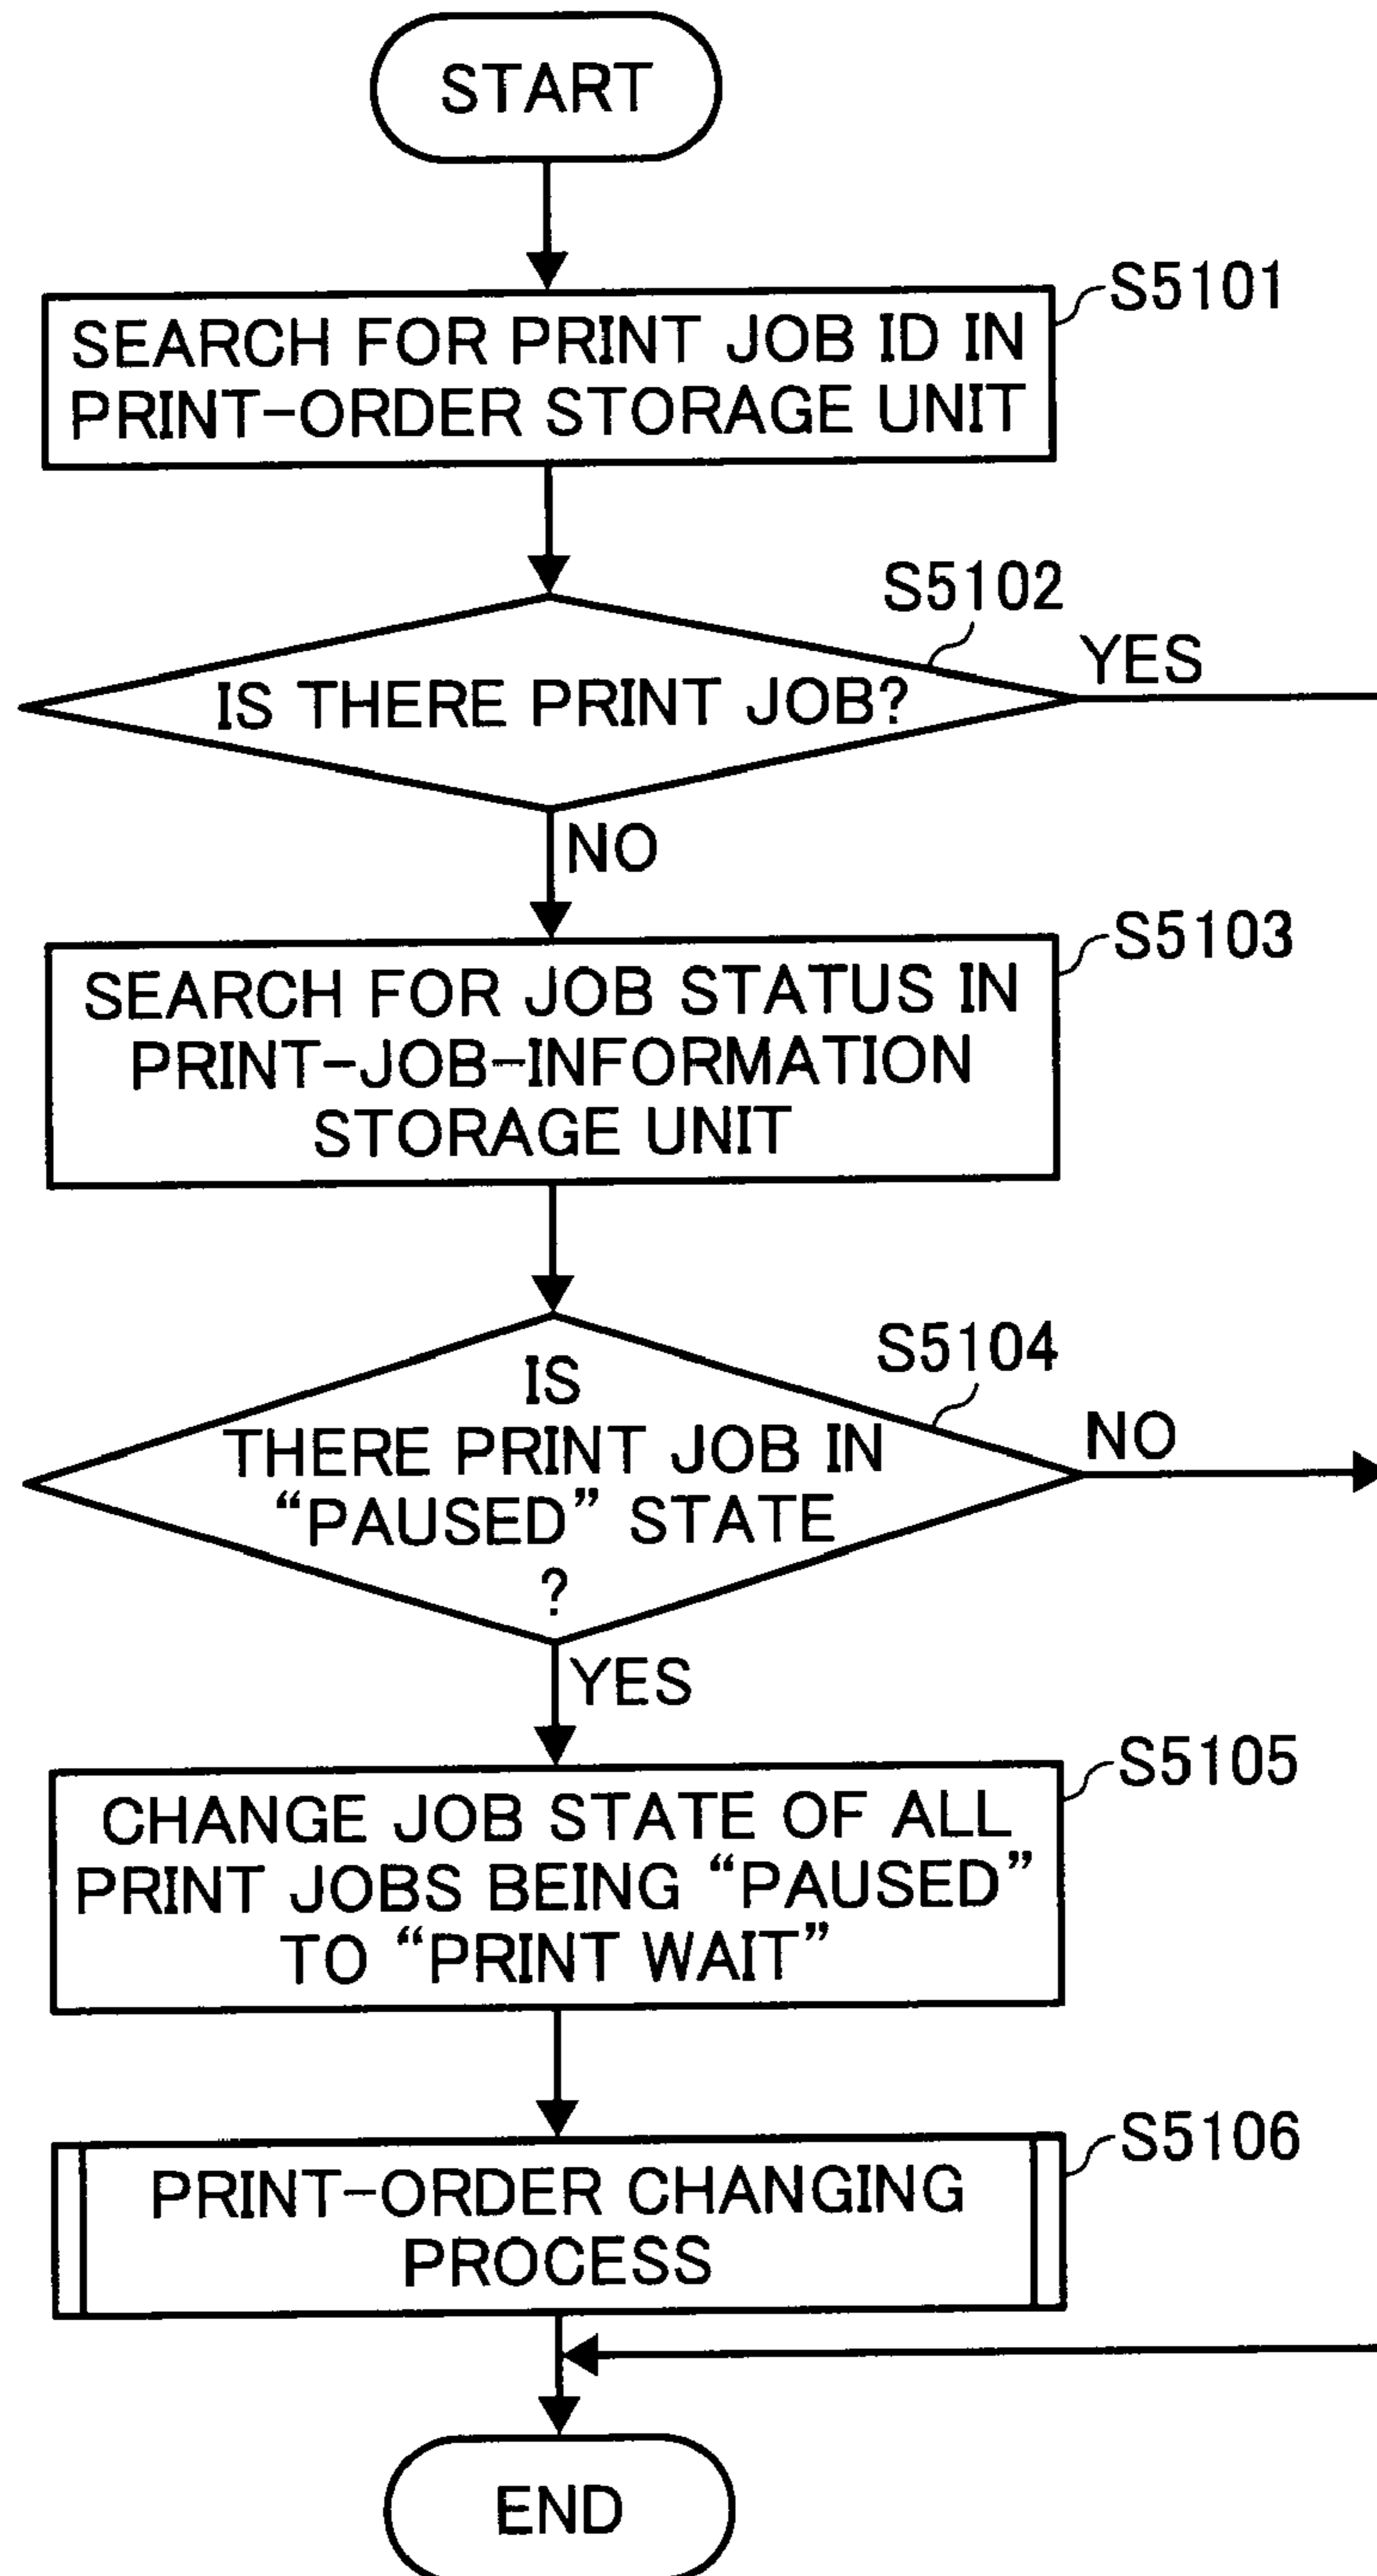 START
S5101
SEARCH FOR PRINT JOB ID IN
PRINT-ORDER STORAGE UNIT
S5102
IS THERE PRINT JOB?
YES
NO
S5103
SEARCH FOR JOB STATUS IN
PRINT-JOB-INFORMATION
STORAGE UNIT
S5104
IS
THERE PRINT JOB IN
“PAUSED” STATE
?
NO
YES
S5105
CHANGE JOB STATE OF ALL
PRINT JOBS BEING “PAUSED”
TO “PRINT WAIT”
S5106
PRINT-ORDER CHANGING
PROCESS
END